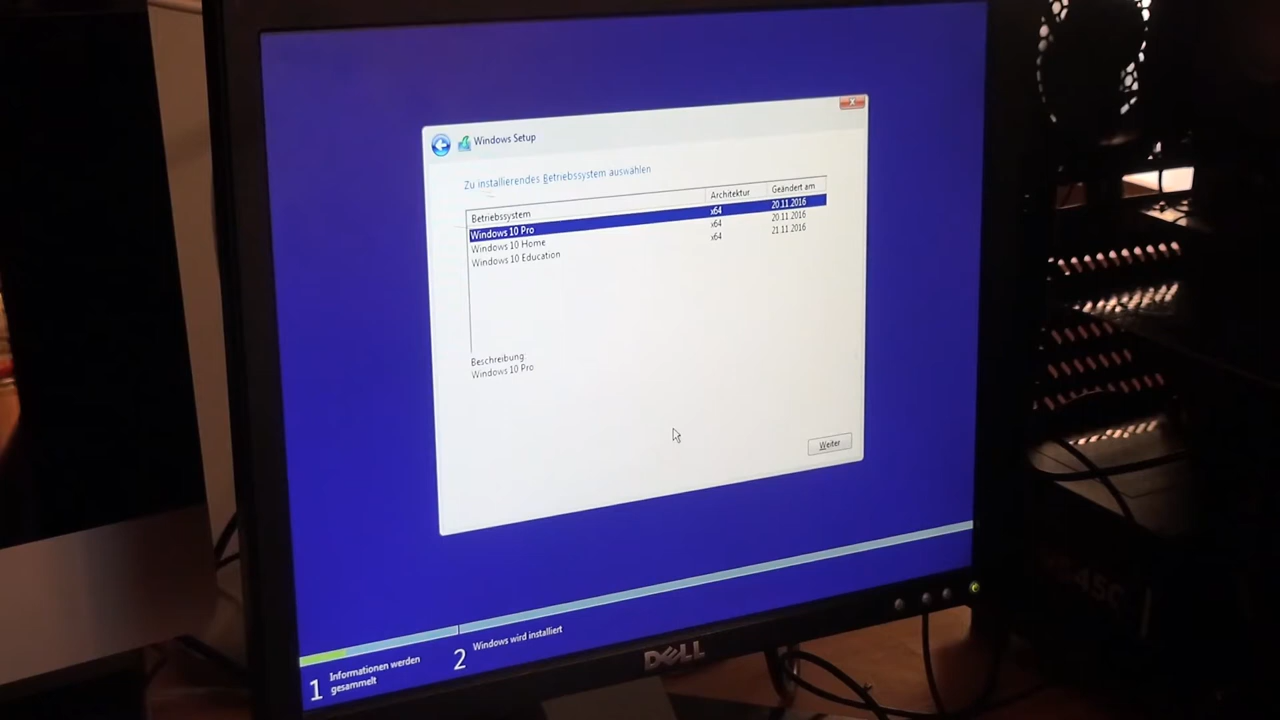 Windows Setup
Zu installierendes Betriebssystem auswählen
Betriebssystem Architektur Geändert am
Windows 10 Pro x64 20.11.2016
Windows 10 Home x64 20.11.2016
Windows 10 Education x64 21.11.2016
Beschreibung:
Windows 10 Pro
Weiter
1 Informationen werden
gesammelt
2 Windows wird installiert
DELL